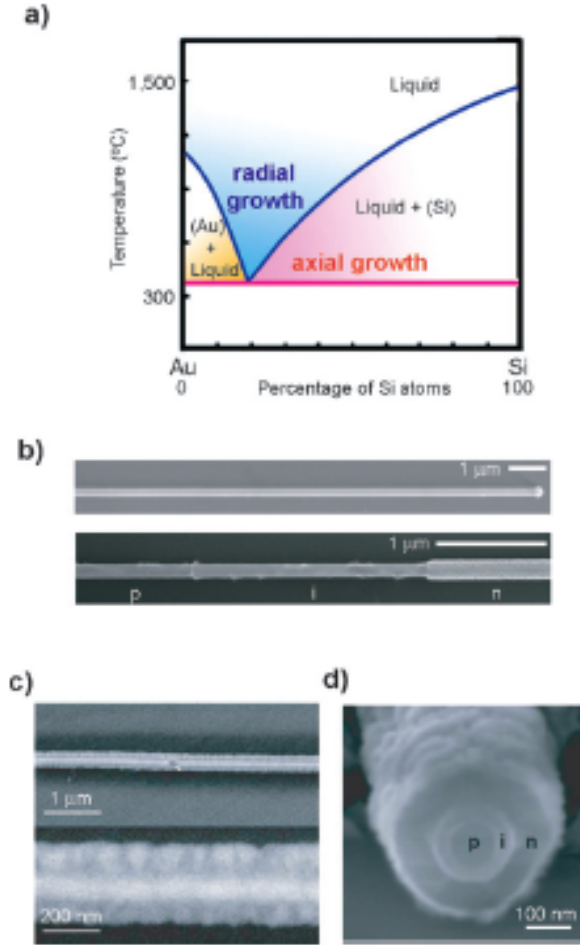 a)
1,500
Liquid
radial
growth
Temperature (ºC)
(Au)
+
Liquid
Liquid + (Si)
axial growth
300
Au
Si
0
Percentage of Si atoms
100
b)
1 μm
1 μm
p
i
n
c)
d)
1 μm
200 nm
p i n
100 nm